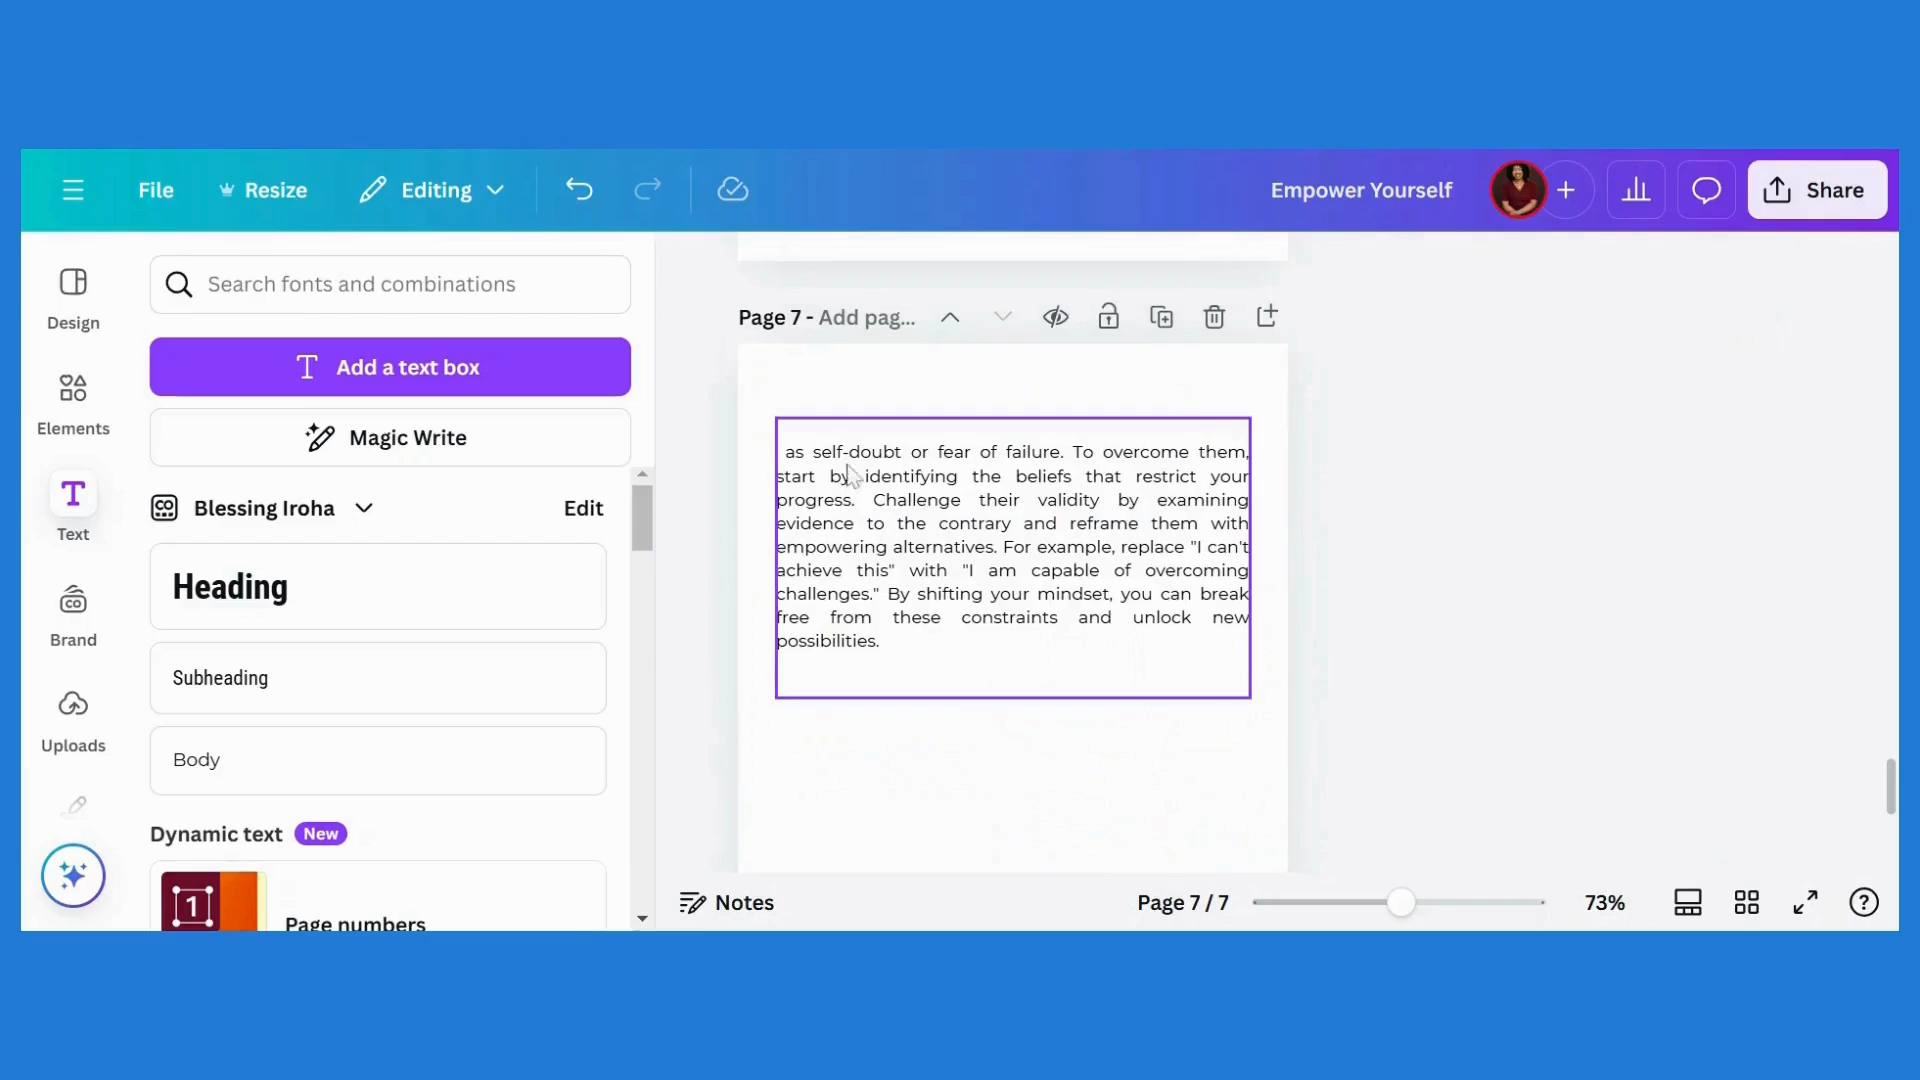 File
Resize
Editing
Empower Yourself
Share
Design
Elements
Text
Brand
Uploads
Search fonts and combinations
Add a text box
Magic Write
Blessing Iroha
Edit
Heading
Subheading
Body
Dynamic text New
1
Page numbers
Page 7 - Add pag...
as self-doubt or fear of failure. To overcome them,
start by identifying the beliefs that restrict your
progress. Challenge their validity by examining
evidence to the contrary and reframe them with
empowering alternatives. For example, replace "I can't
achieve this" with "I am capable of overcoming
challenges." By shifting your mindset, you can break
free from these constraints and unlock new
possibilities.
Notes
Page 7 / 7
73%